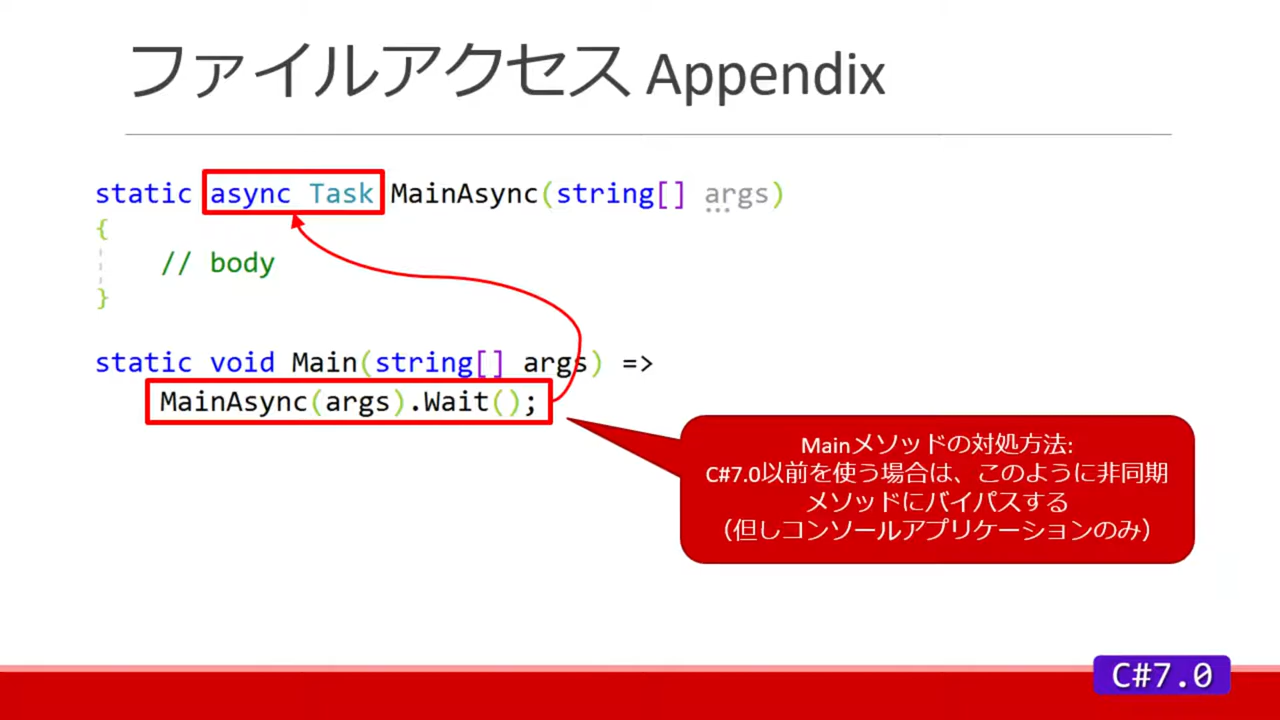 ファイルアクセス Appendix
static async Task MainAsync(string[] args)
{
// body
}
static void Main(string[] args) =>
MainAsync(args).Wait();
Mainメソッドの対処方法:
C#7.0以前を使う場合は、このように非同期
メソッドにバイパスする
（但しコンソールアプリケーションのみ）
C#7.0